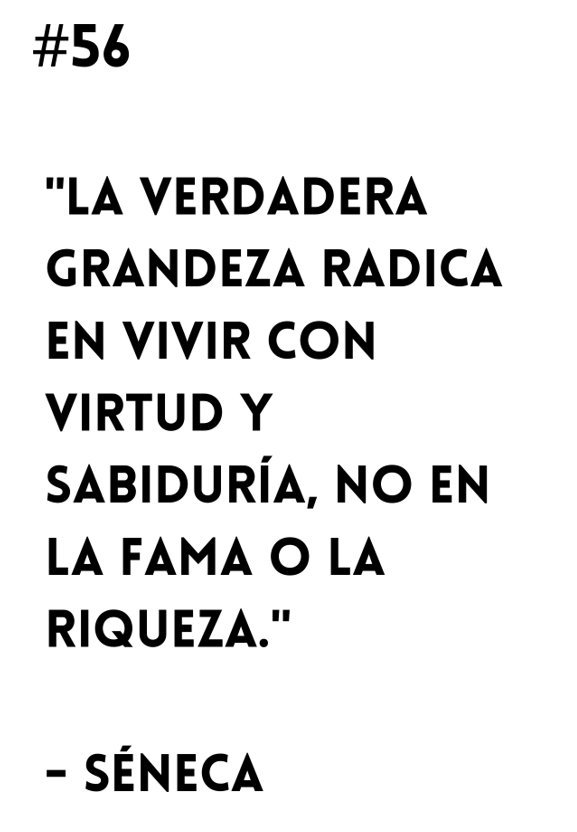 #56
"LA VERDADERA
GRANDEZA RADICA
EN VIVIR CON
VIRTUD Y
SABIDURÍA, NO EN
LA FAMA O LA
RIQUEZA."
- SÉNECA